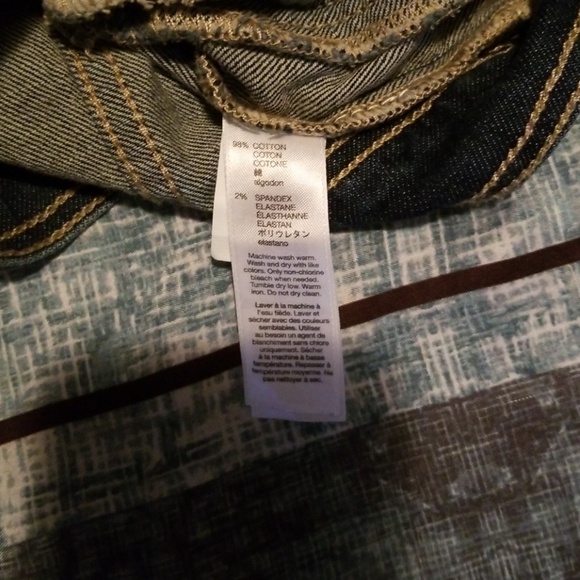 98% COTTON
COTON
COTONE
綿
algodon
2% SPANDEX
ELASTANE
ÉLASTHANNE
ELASTAN
ポリウレタン
elastano
Machine wash warm.
Wash and dry with like
colors. Only non-chlorine
bleach when needed.
Tumble dry low. Warm
iron. Do not dry clean.
Laver à la machine à
l'eau tiède. Laver et
sécher avec des couleurs
semblables. Utiliser
au besoin un agent de
blanchiment sans chlore
uniquement. Sécher
à la machine à basse
température. Repasser à
température moyenne. Ne
pas nettoyer à sec.